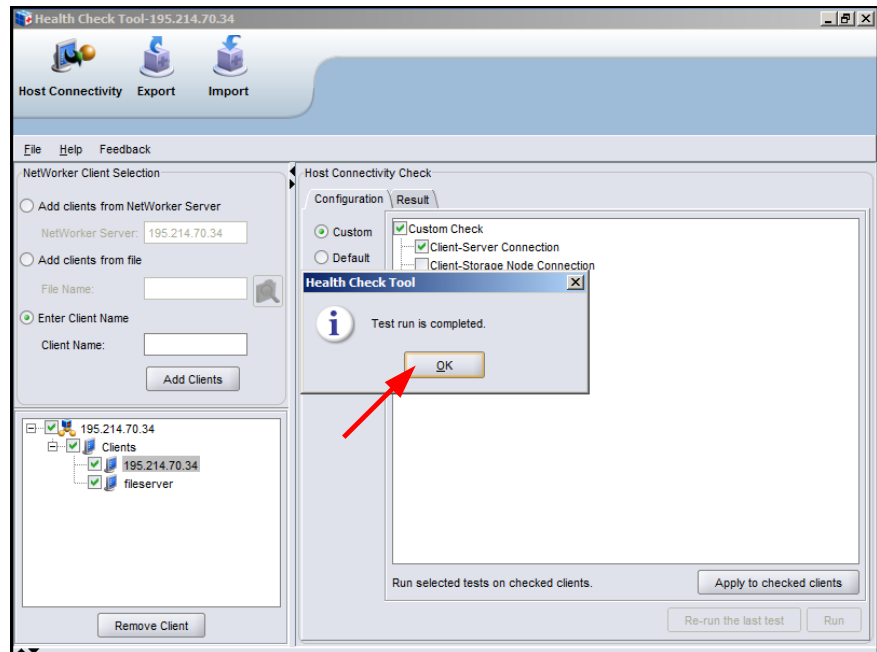 Health Check Tool-195.214.70.34
Host Connectivity Export Import
File Help Feedback
NetWorker Client Selection
Add clients from NetWorker Server
NetWorker Server: 195.214.70.34
Add clients from file
File Name:
Enter Client Name
Client Name:
Add Clients
195.214.70.34
Clients
195.214.70.34
fileserver
Remove Client
Host Connectivity Check
Configuration Result
Custom
Default
Custom Check
Client-Server Connection
Client-Storage Node Connection
Health Check Tool
Test run is completed.
OK
Run selected tests on checked clients.
Apply to checked clients
Re-run the last test Run